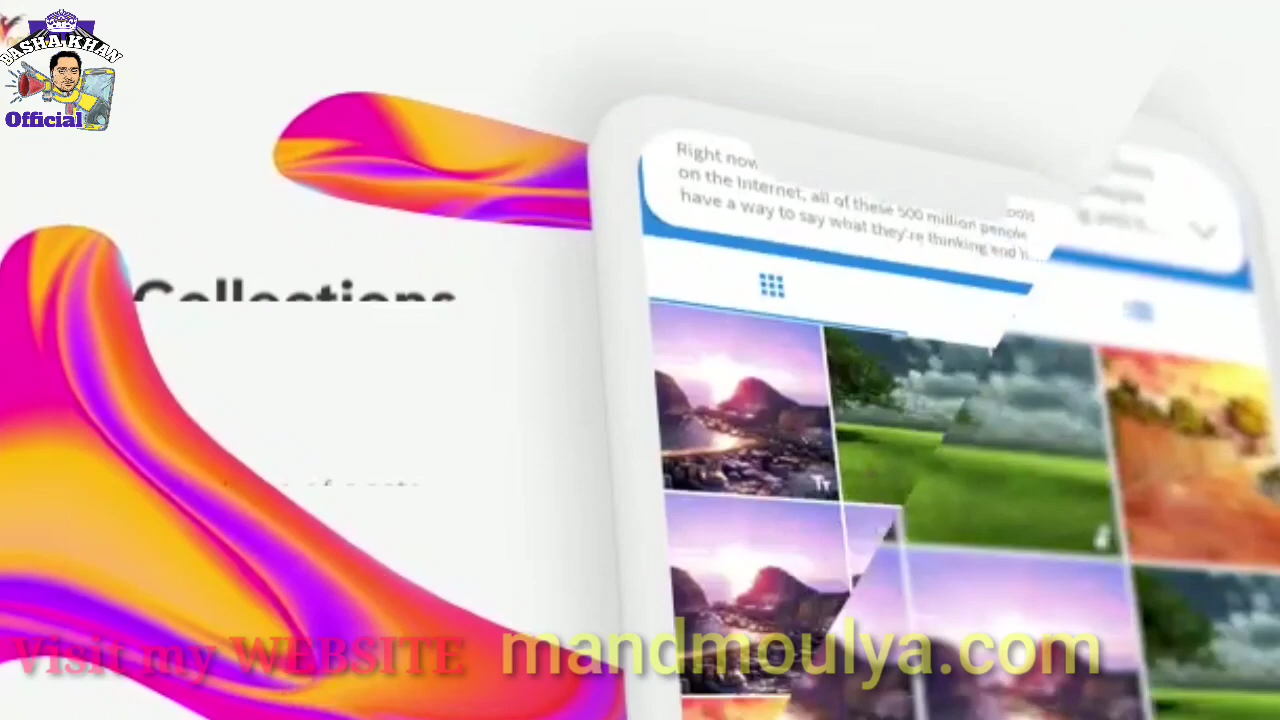 BASHA KHAN
Official
Collections
Right now
on the Internet, all of these 500 million people
have a way to say what they're thinking and h...
Tr
Visit my WEBSITE mandmoulya.com